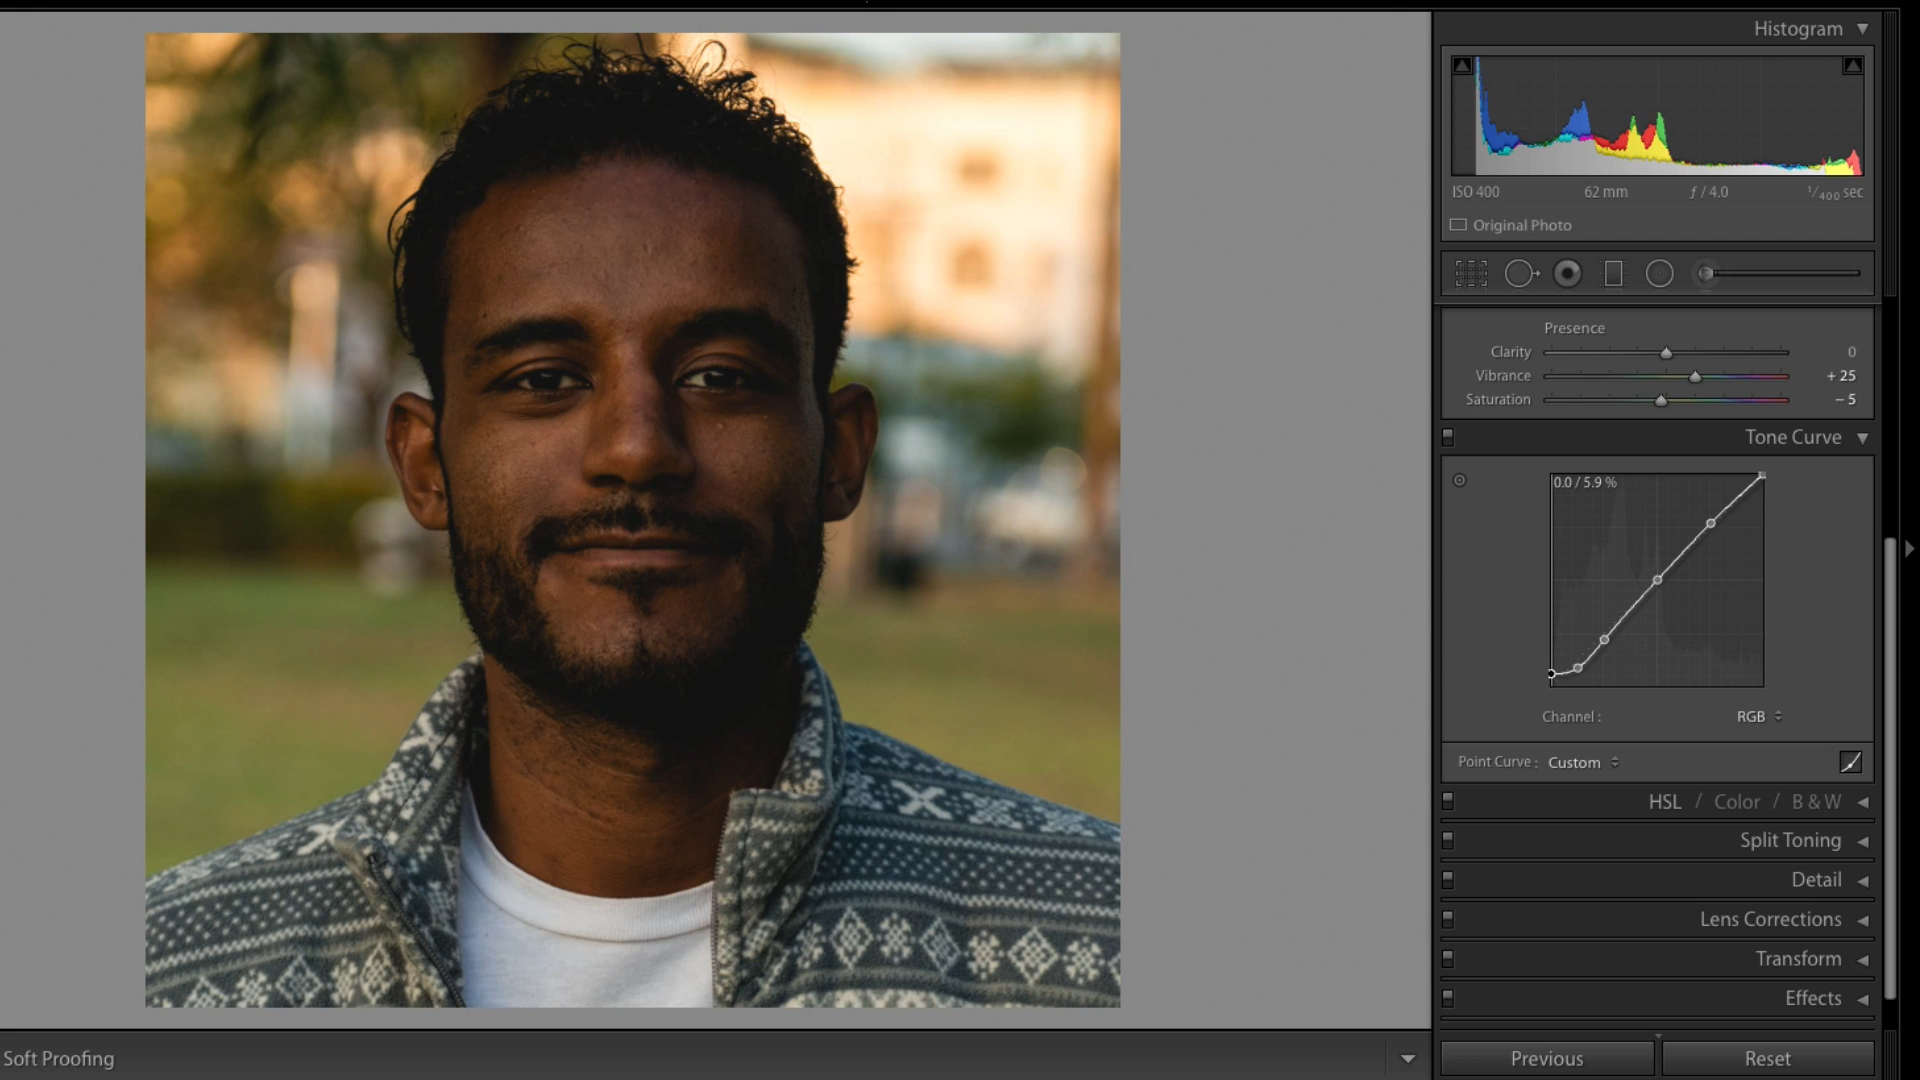 Histogram
ISO 400 62 mm ƒ / 4.0 1/400 sec
Original Photo
Presence
Clarity 0
Vibrance + 25
Saturation – 5
Tone Curve
0.0 / 5.9 %
Channel : RGB
Point Curve : Custom
HSL / Color / B & W
Split Toning
Detail
Lens Corrections
Transform
Effects
Soft Proofing
Previous Reset